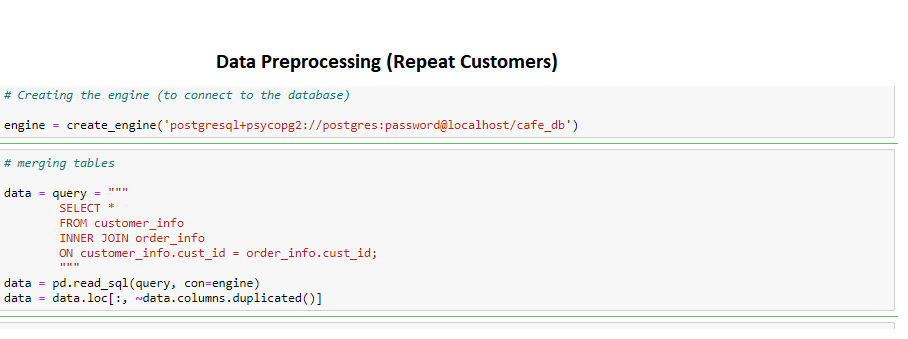 Data Preprocessing (Repeat Customers)
# Creating the engine (to connect to the database)
engine = create_engine('postgresql+psycopg2://postgres:password@localhost/cafe_db')
# merging tables
data = query = """
SELECT *
FROM customer_info
INNER JOIN order_info
ON customer_info.cust_id = order_info.cust_id;
"""
data = pd.read_sql(query, con=engine)
data = data.loc[:, ~data.columns.duplicated()]